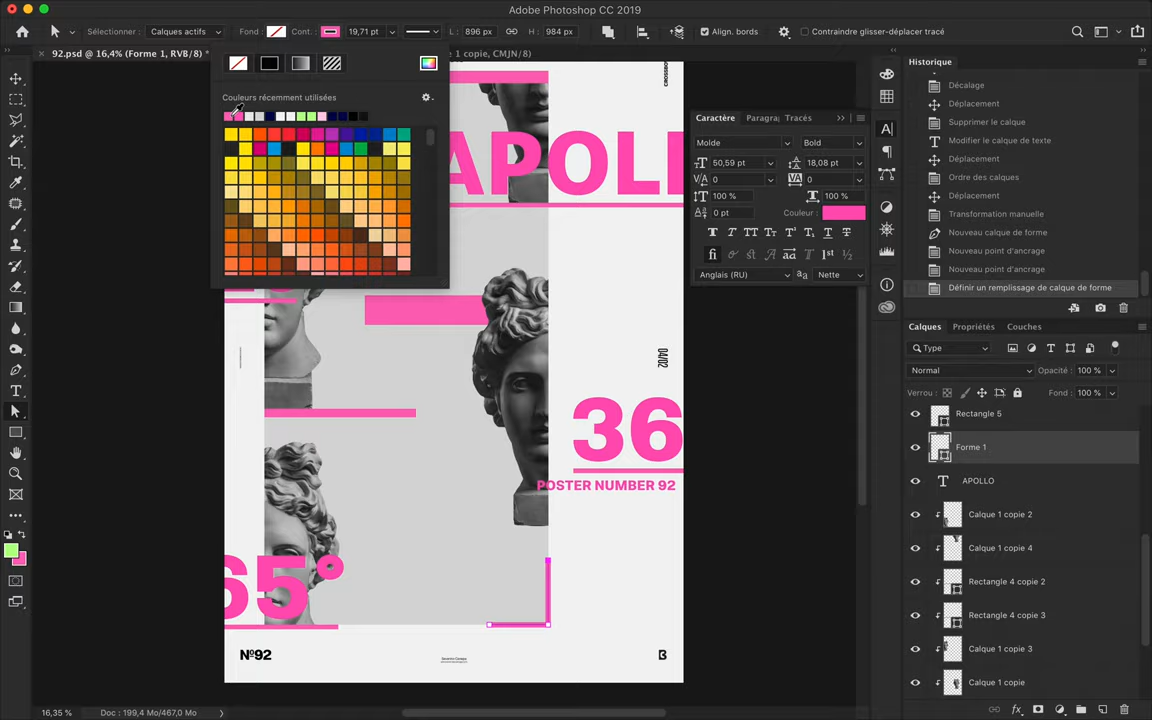 Adobe Photoshop CC 2019
Sélectionner : Calques actifs Fond : Cont. : 19,71 pt L : 896 px H : 984 px Align. bords Contraindre glisser-déplacer tracé
92.psd @ 16,4% (Forme 1, RVB/8) * 1 copie, CMJN/8)
Couleurs récemment utilisées
APOLL
36
POSTER NUMBER 92
04/02
65°
Nº92
B
Caractère Paragra Tracés
Molde Bold
50,59 pt 18,08 pt
0 0
100 % 100 %
0 pt Couleur :
Anglais (RU) Nette
Historique
Décalage
Déplacement
Supprimer le calque
Modifier le calque de texte
Déplacement
Ordre des calques
Déplacement
Transformation manuelle
Nouveau calque de forme
Nouveau point d'ancrage
Nouveau point d'ancrage
Définir un remplissage de calque de forme
Calques Propriétés Couches
Type
Normal Opacité : 100 %
Verrou : Fond : 100 %
Rectangle 5
Forme 1
APOLLO
Calque 1 copie 2
Calque 1 copie 4
Rectangle 4 copie 2
Rectangle 4 copie 3
Calque 1 copie 3
Calque 1 copie
16,35 % Doc : 199,4 Mo/467,0 Mo